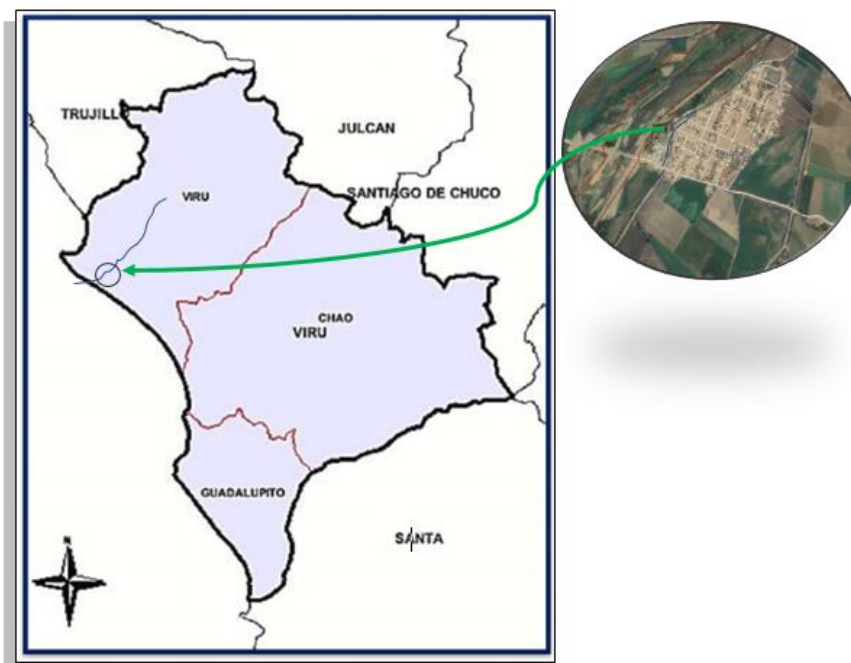 TRUJILLO
JULCAN
SANTIAGO DE CHUCO
VIRU
CHAO
VIRU
GUADALUPITO
SANTA
N